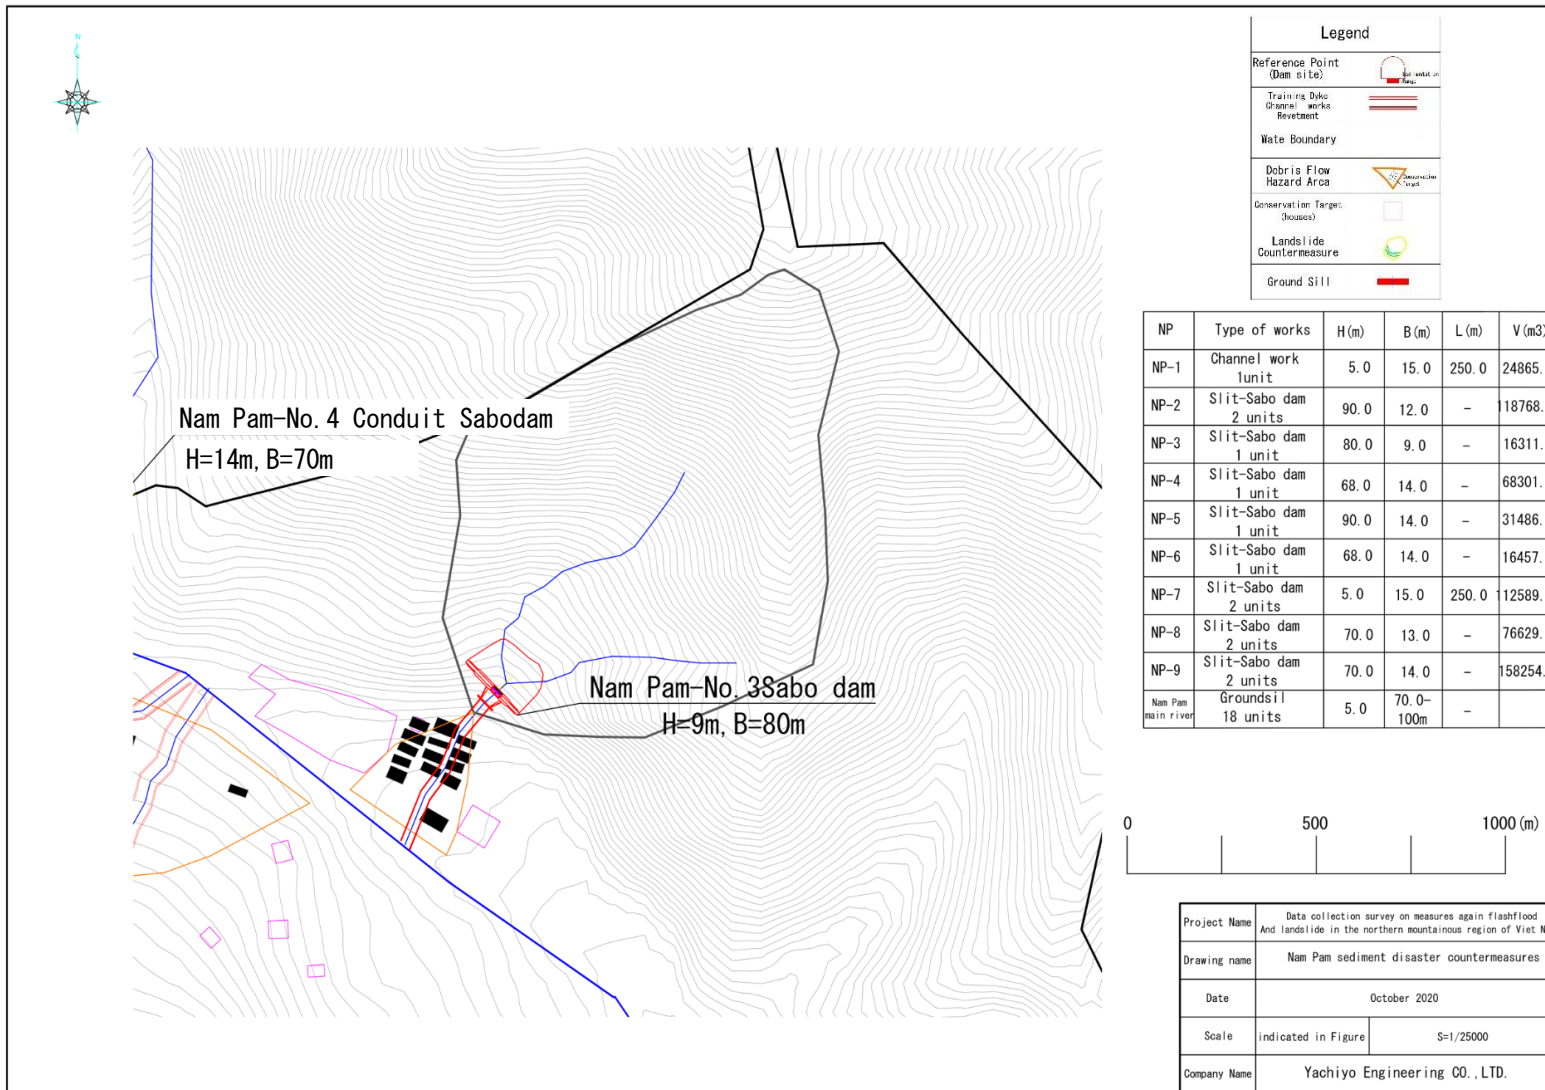 N
Legend
Reference Point
(Dam site)
Training Dyke
Channel works
Revetment
Wate Boundary
Debris Flow
Hazard Area
Conservation
Target
Conservation Target
(houses)
Landslide
Countermeasure
Ground Sill
Nam Pam-No.4 Conduit Sabodam
H=14m, B=70m
Nam Pam-No.3Sabo dam
H=9m, B=80m
NP Type of works H(m) B(m) L(m) V(m3)
NP-1 Channel work 1unit 5.0 15.0 250.0 24865.
NP-2 Slit-Sabo dam 2 units 90.0 12.0 - 118768.
NP-3 Slit-Sabo dam 1 unit 80.0 9.0 - 16311.
NP-4 Slit-Sabo dam 1 unit 68.0 14.0 - 68301.
NP-5 Slit-Sabo dam 1 unit 90.0 14.0 - 31486.
NP-6 Slit-Sabo dam 1 unit 68.0 14.0 - 16457.
NP-7 Slit-Sabo dam 2 units 5.0 15.0 250.0 112589.
NP-8 Slit-Sabo dam 2 units 70.0 13.0 - 76629.
NP-9 Slit-Sabo dam 2 units 70.0 14.0 - 158254.
Nam Pam main river Groundsil 18 units 5.0 70.0-100m -
0 500 1000(m)
Project Name Data collection survey on measures again flashflood
And landslide in the northern mountainous region of Viet N
Drawing name Nam Pam sediment disaster countermeasures
Date October 2020
Scale indicated in Figure S=1/25000
Company Name Yachiyo Engineering CO.,LTD.